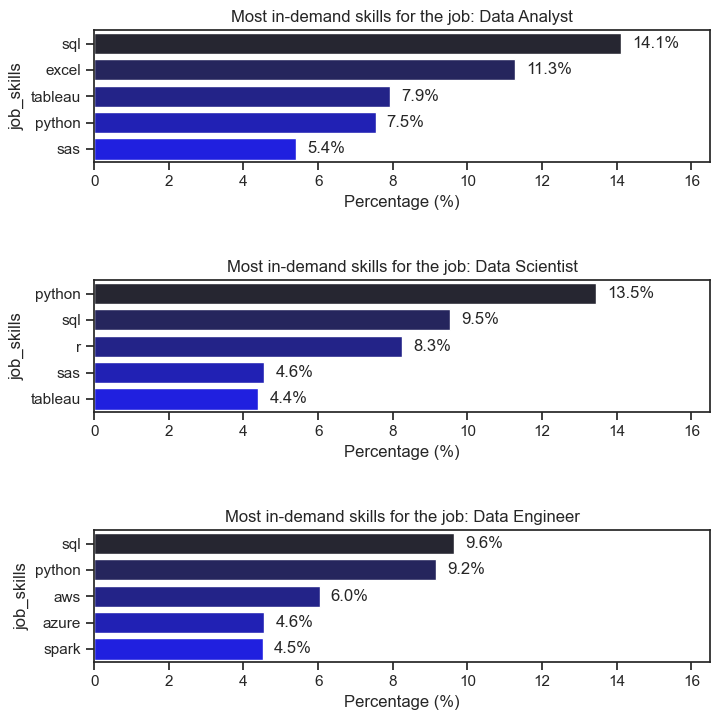 Most in-demand skills for the job: Data Analyst
job_skills
sql 14.1%
excel 11.3%
tableau 7.9%
python 7.5%
sas 5.4%
0 2 4 6 8 10 12 14 16
Percentage (%)
Most in-demand skills for the job: Data Scientist
job_skills
python 13.5%
sql 9.5%
r 8.3%
sas 4.6%
tableau 4.4%
0 2 4 6 8 10 12 14 16
Percentage (%)
Most in-demand skills for the job: Data Engineer
job_skills
sql 9.6%
python 9.2%
aws 6.0%
azure 4.6%
spark 4.5%
0 2 4 6 8 10 12 14 16
Percentage (%)